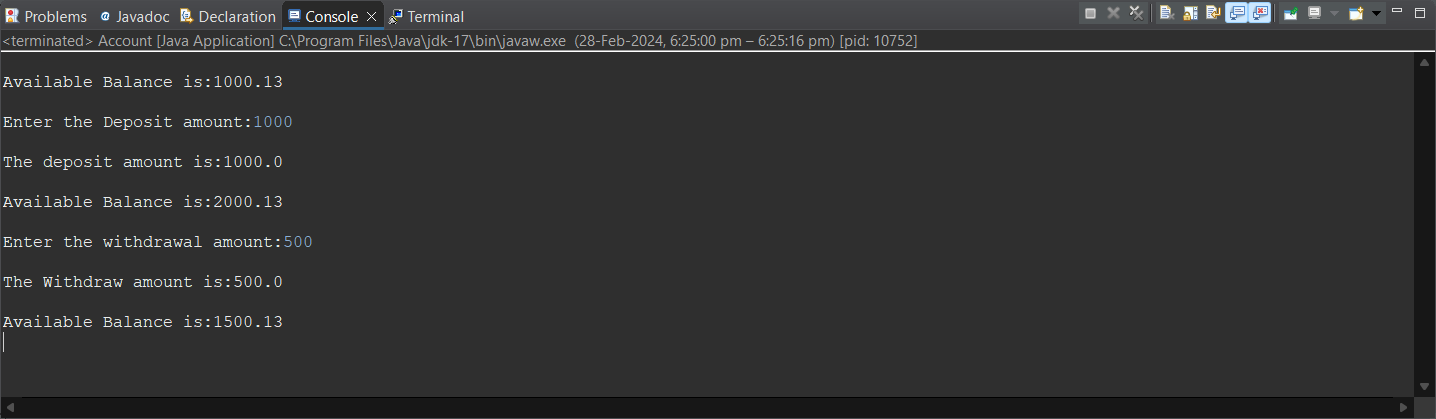 Problems @ Javadoc Declaration Console Terminal
<terminated> Account [Java Application] C:\Program Files\Java\jdk-17\bin\javaw.exe (28-Feb-2024, 6:25:00 pm – 6:25:16 pm) [pid: 10752]
Available Balance is:1000.13
Enter the Deposit amount:1000
The deposit amount is:1000.0
Available Balance is:2000.13
Enter the withdrawal amount:500
The Withdraw amount is:500.0
Available Balance is:1500.13